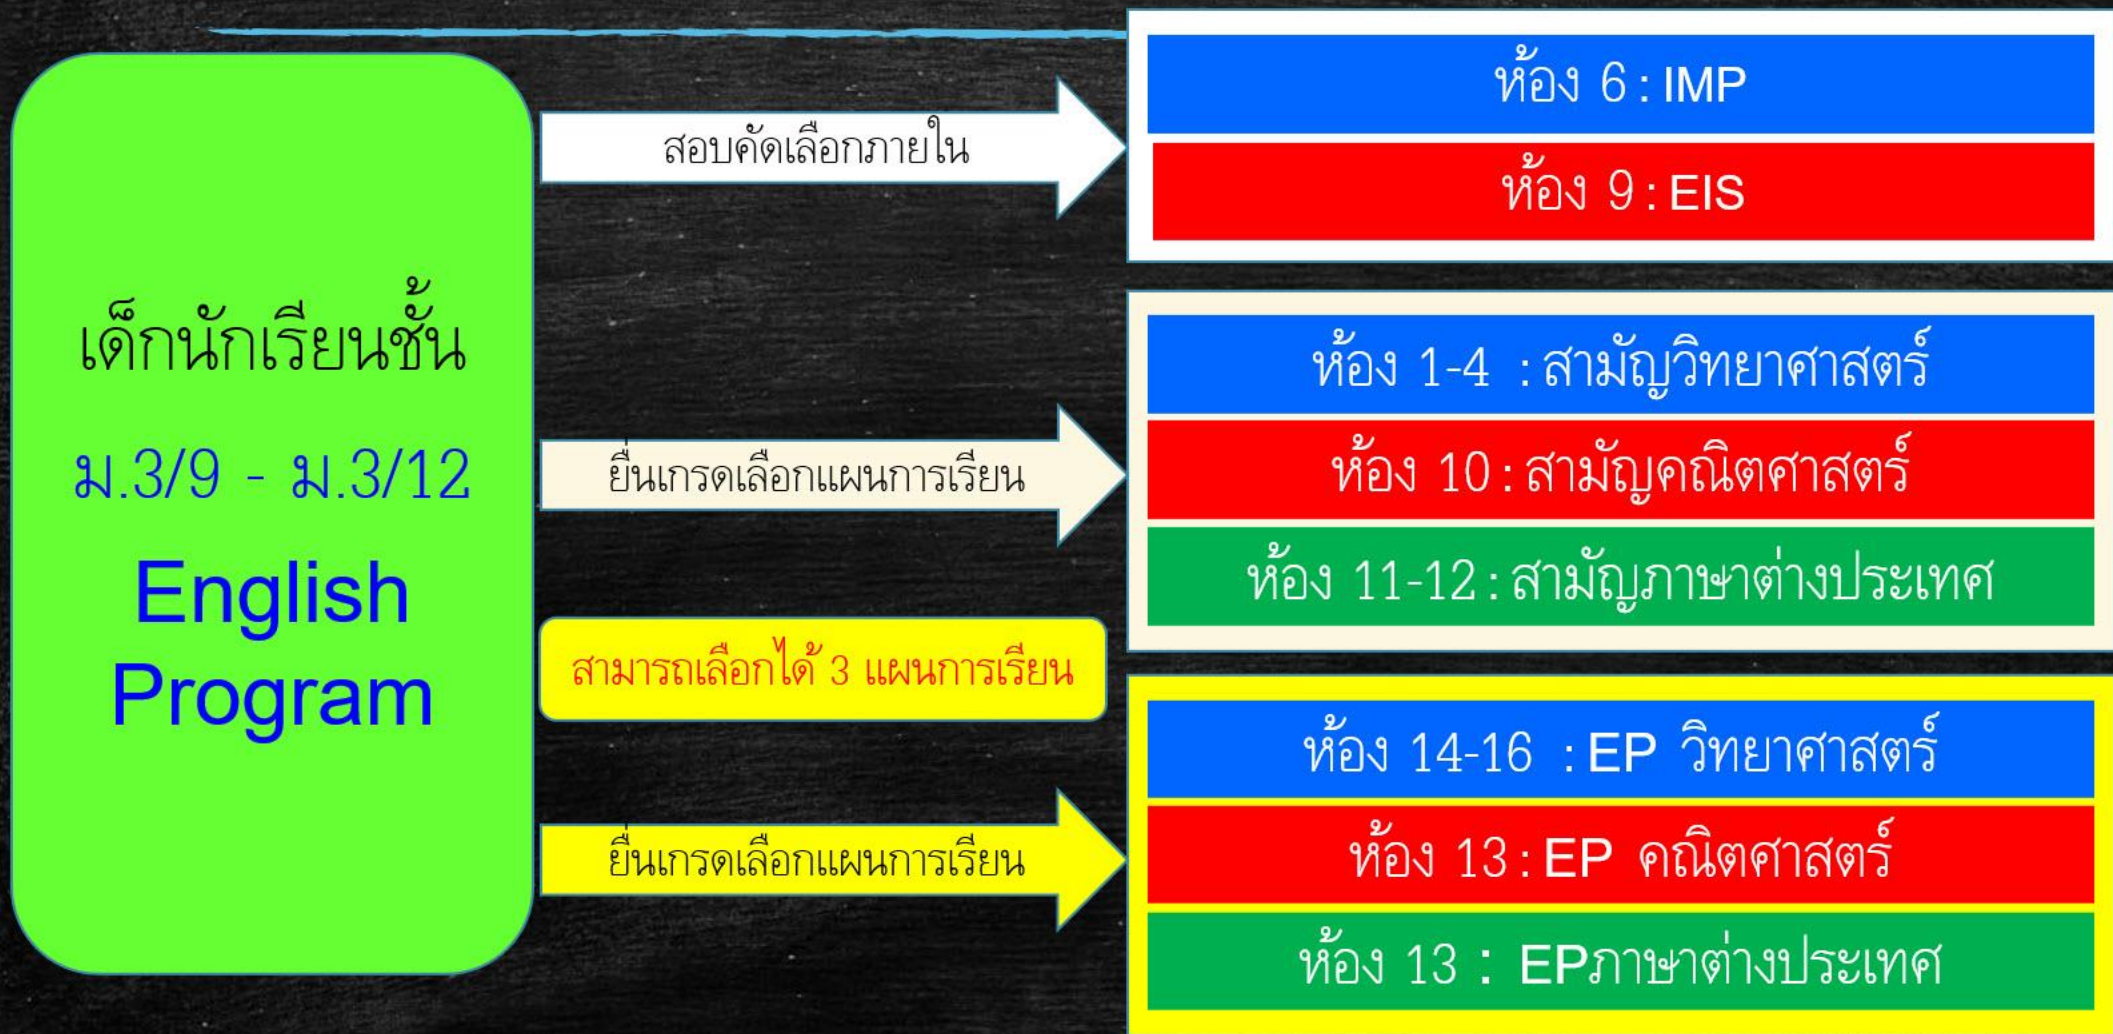 เด็กนักเรียนชั้น
ม.3/9 - ม.3/12
English
Program
สอบคัดเลือกภายใน
ห้อง 6 : IMP
ห้อง 9 : EIS
ยื่นเกรดเลือกแผนการเรียน
ห้อง 1-4 : สามัญวิทยาศาสตร์
ห้อง 10 : สามัญคณิตศาสตร์
ห้อง 11-12 : สามัญภาษาต่างประเทศ
สามารถเลือกได้ 3 แผนการเรียน
ยื่นเกรดเลือกแผนการเรียน
ห้อง 14-16 : EP วิทยาศาสตร์
ห้อง 13 : EP คณิตศาสตร์
ห้อง 13 : EPภาษาต่างประเทศ